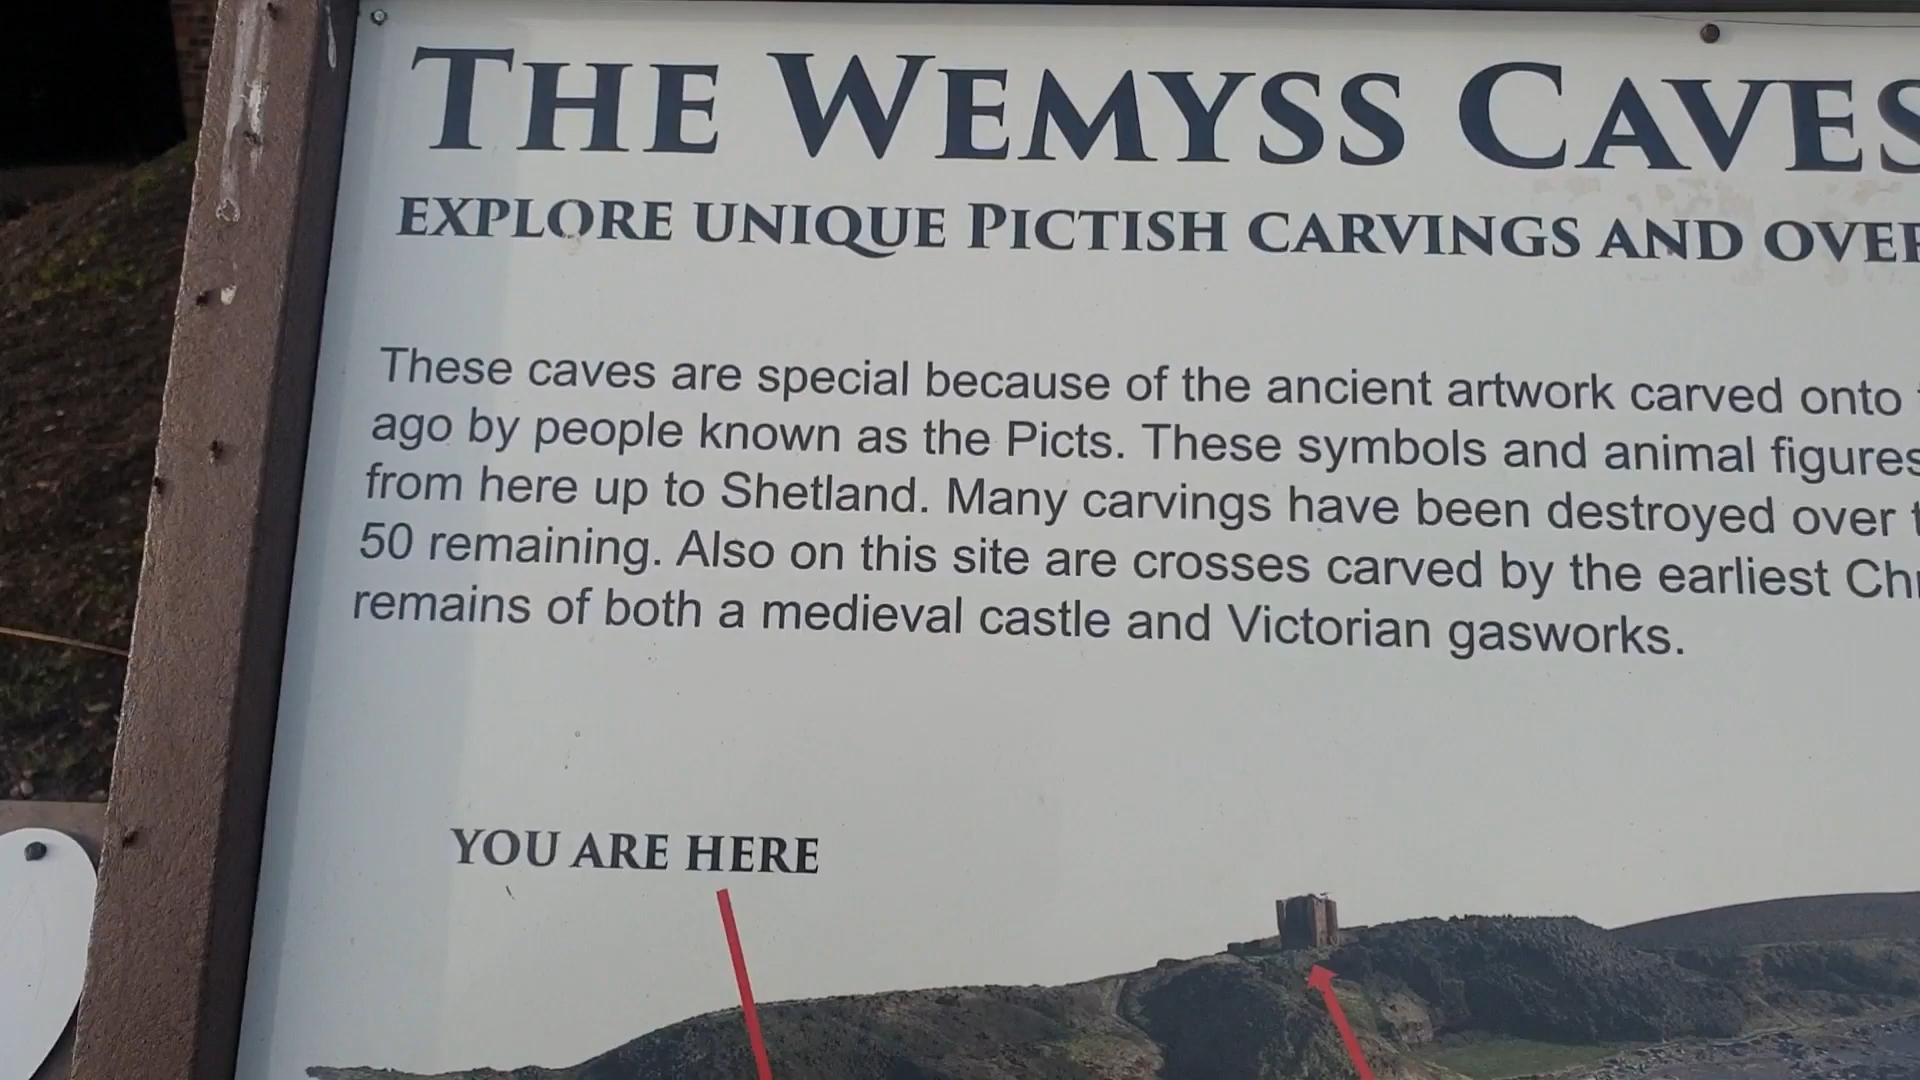 THE WEMYSS CAVES
EXPLORE UNIQUE PICTISH CARVINGS AND OVER
These caves are special because of the ancient artwork carved onto
ago by people known as the Picts. These symbols and animal figures
from here up to Shetland. Many carvings have been destroyed over
50 remaining. Also on this site are crosses carved by the earliest
remains of both a medieval castle and Victorian gasworks.
YOU ARE HERE